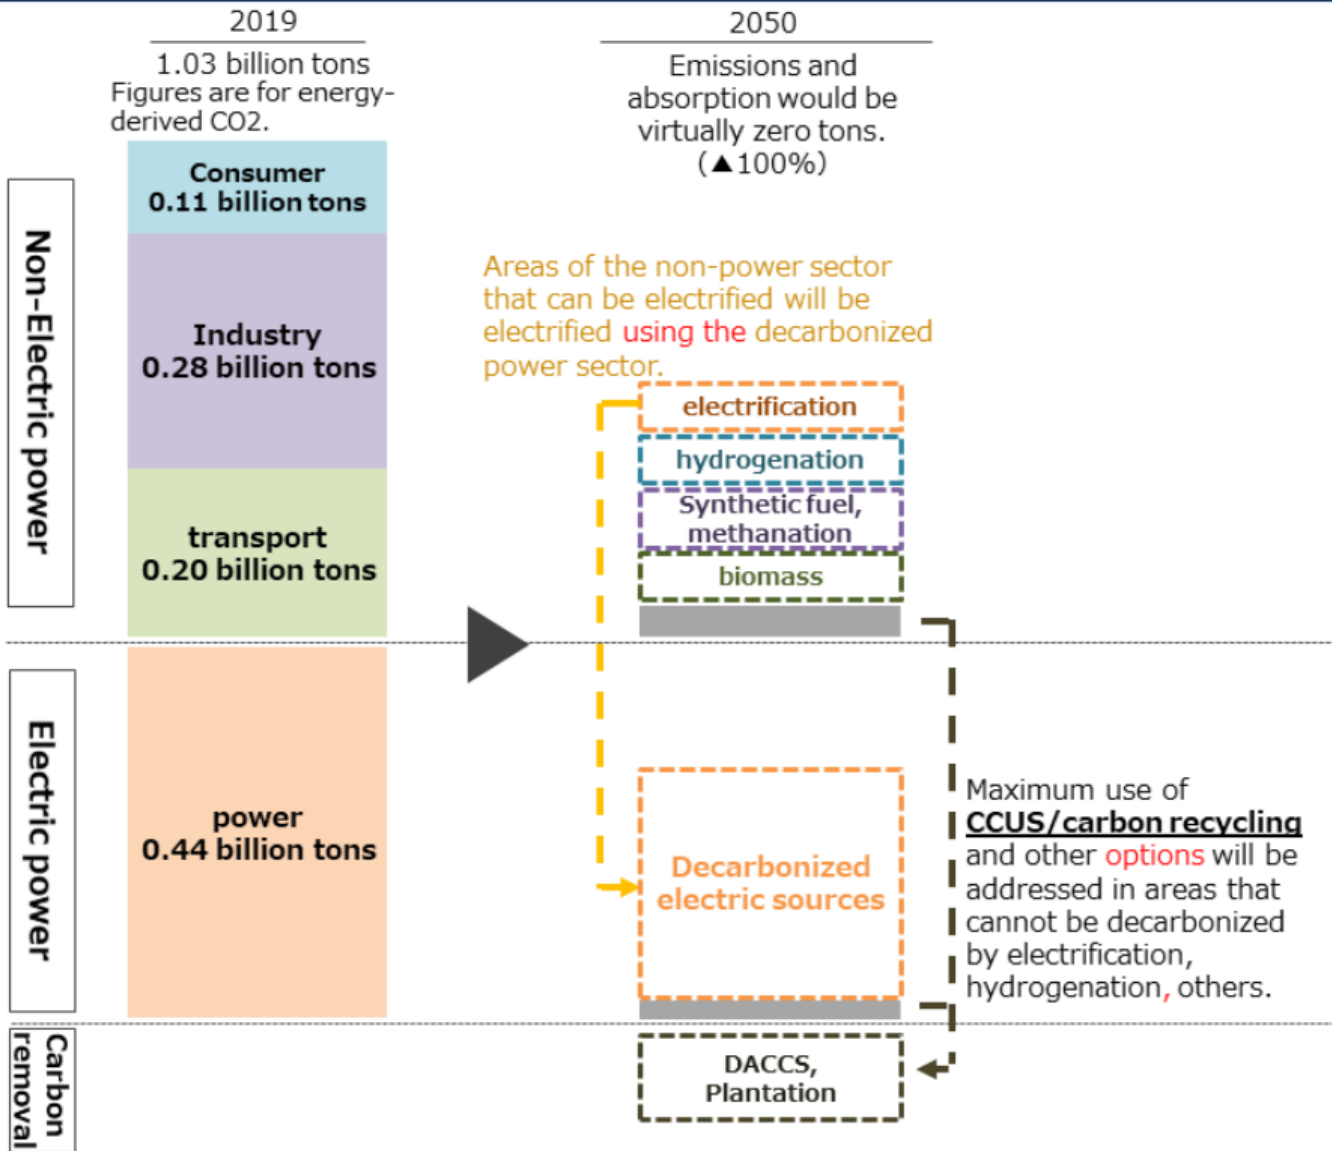 2019
1.03 billion tons
Figures are for energy-
derived CO2.
2050
Emissions and
absorption would be
virtually zero tons.
(▲100%)
Non-Electric power
Consumer
0.11 billion tons
Industry
0.28 billion tons
transport
0.20 billion tons
Areas of the non-power sector
that can be electrified will be
electrified using the decarbonized
power sector.
electrification
hydrogenation
Synthetic fuel,
methanation
biomass
Electric power
power
0.44 billion tons
Decarbonized
electric sources
Maximum use of
CCUS/carbon recycling
and other options will be
addressed in areas that
cannot be decarbonized
by electrification,
hydrogenation, others.
Carbon
removal
DACCS,
Plantation